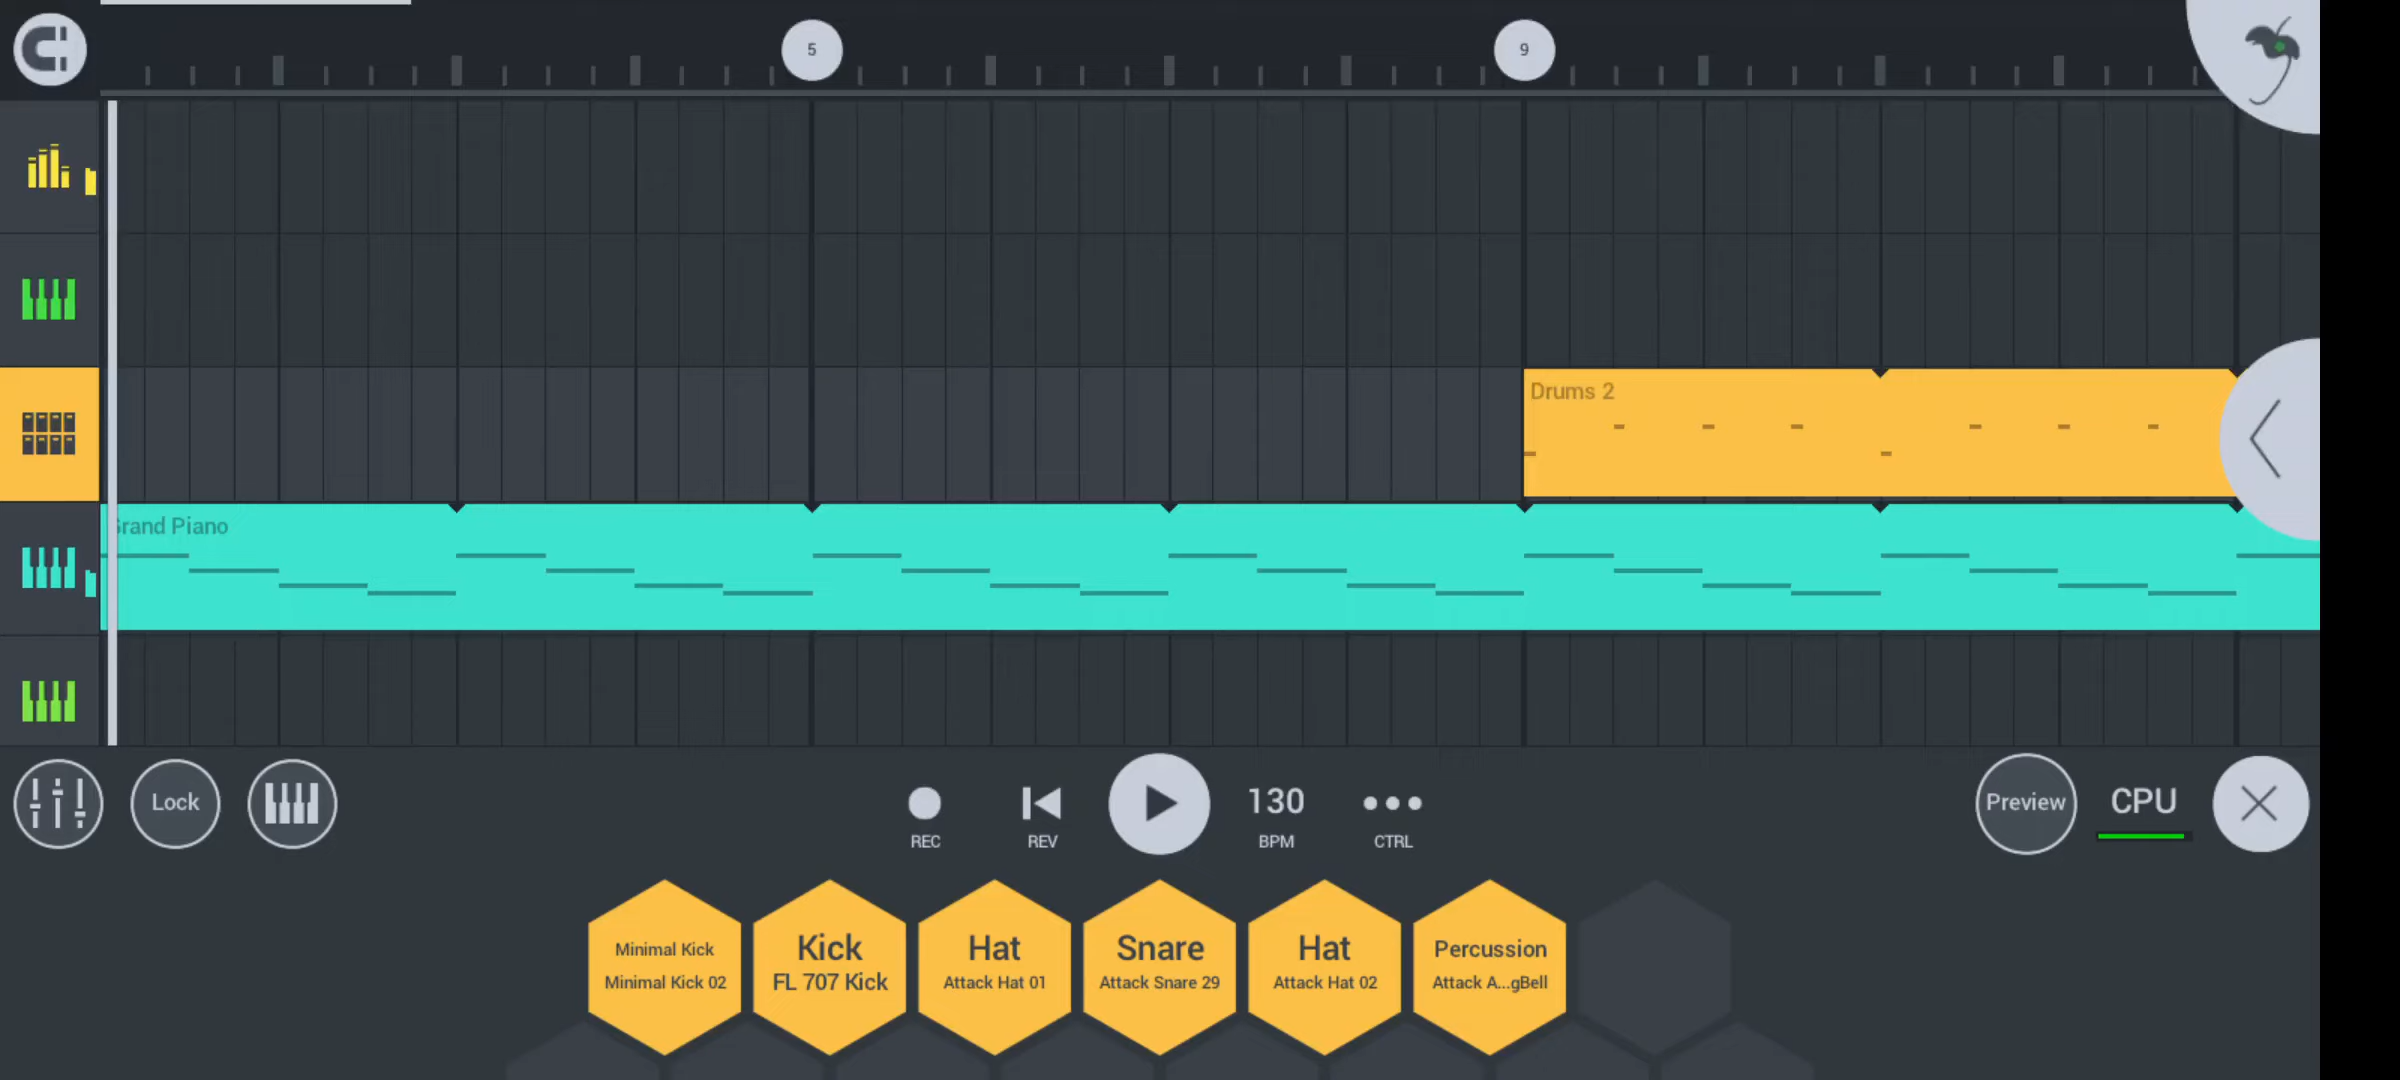 5
9
Drums 2
Grand Piano
Lock
REC
REV
130
BPM
CTRL
Preview
CPU
Minimal Kick
Minimal Kick 02
Kick
FL 707 Kick
Hat
Attack Hat 01
Snare
Attack Snare 29
Hat
Attack Hat 02
Percussion
Attack A...gBell